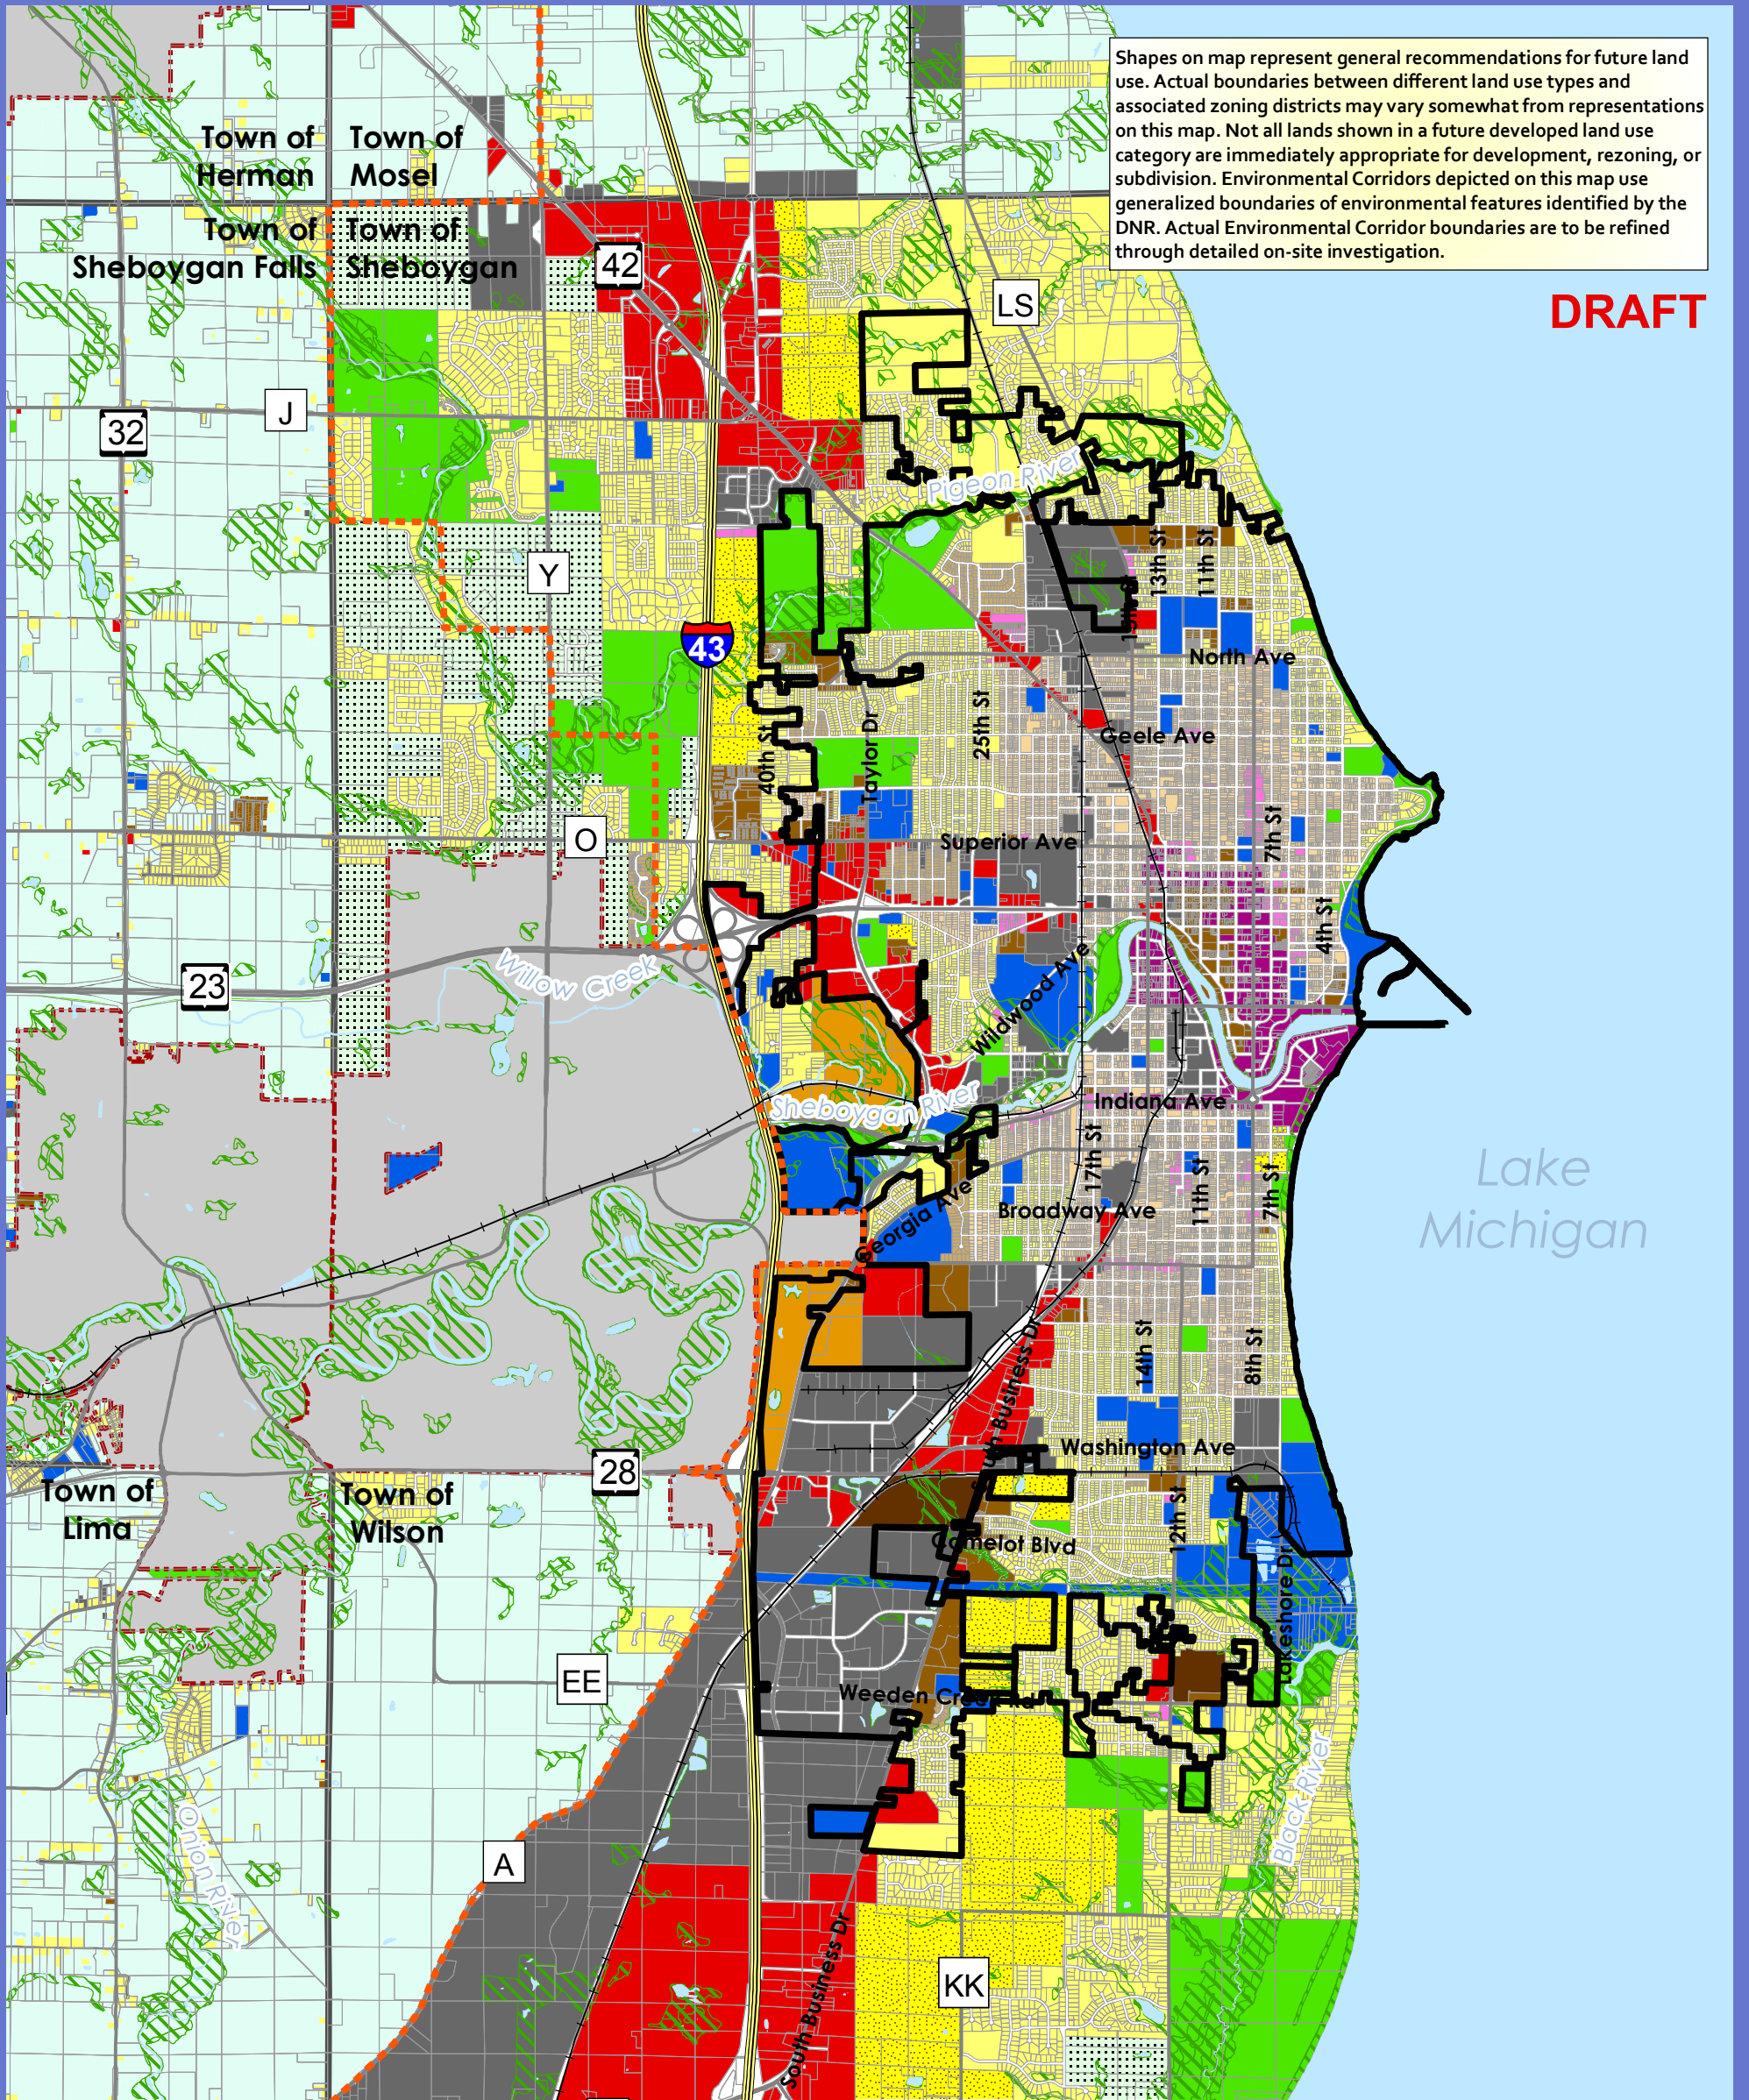 Shapes on map represent general recommendations for future land
use. Actual boundaries between different land use types and
associated zoning districts may vary somewhat from representations
on this map. Not all lands shown in a future developed land use
category are immediately appropriate for development, rezoning, or
subdivision. Environmental Corridors depicted on this map use
generalized boundaries of environmental features identified by the
DNR. Actual Environmental Corridor boundaries are to be refined
through detailed on-site investigation.
DRAFT
Town of
Herman
Town of
Mosel
Town of
Sheboygan Falls
Town of
Sheboygan
42
LS
J
32
Pigeon River
Y
13th St
11th St
15th St
43
North Ave
25th St
Taylor Dr
40th St
Geele Ave
7th St
O
Superior Ave
4th St
Willow Creek
23
Wildwood Ave
Sheboygan River
Indiana Ave
17th St
11th St
7th St
Lake
Michigan
Georgia Ave
Broadway Ave
South Business Dr
14th St
8th St
Washington Ave
28
Town of
Lima
Town of
Wilson
12th St
Camelot Blvd
Lakeshore Dr
EE
Weeden Creek Rd
Black River
Onion River
A
South Business Dr
KK